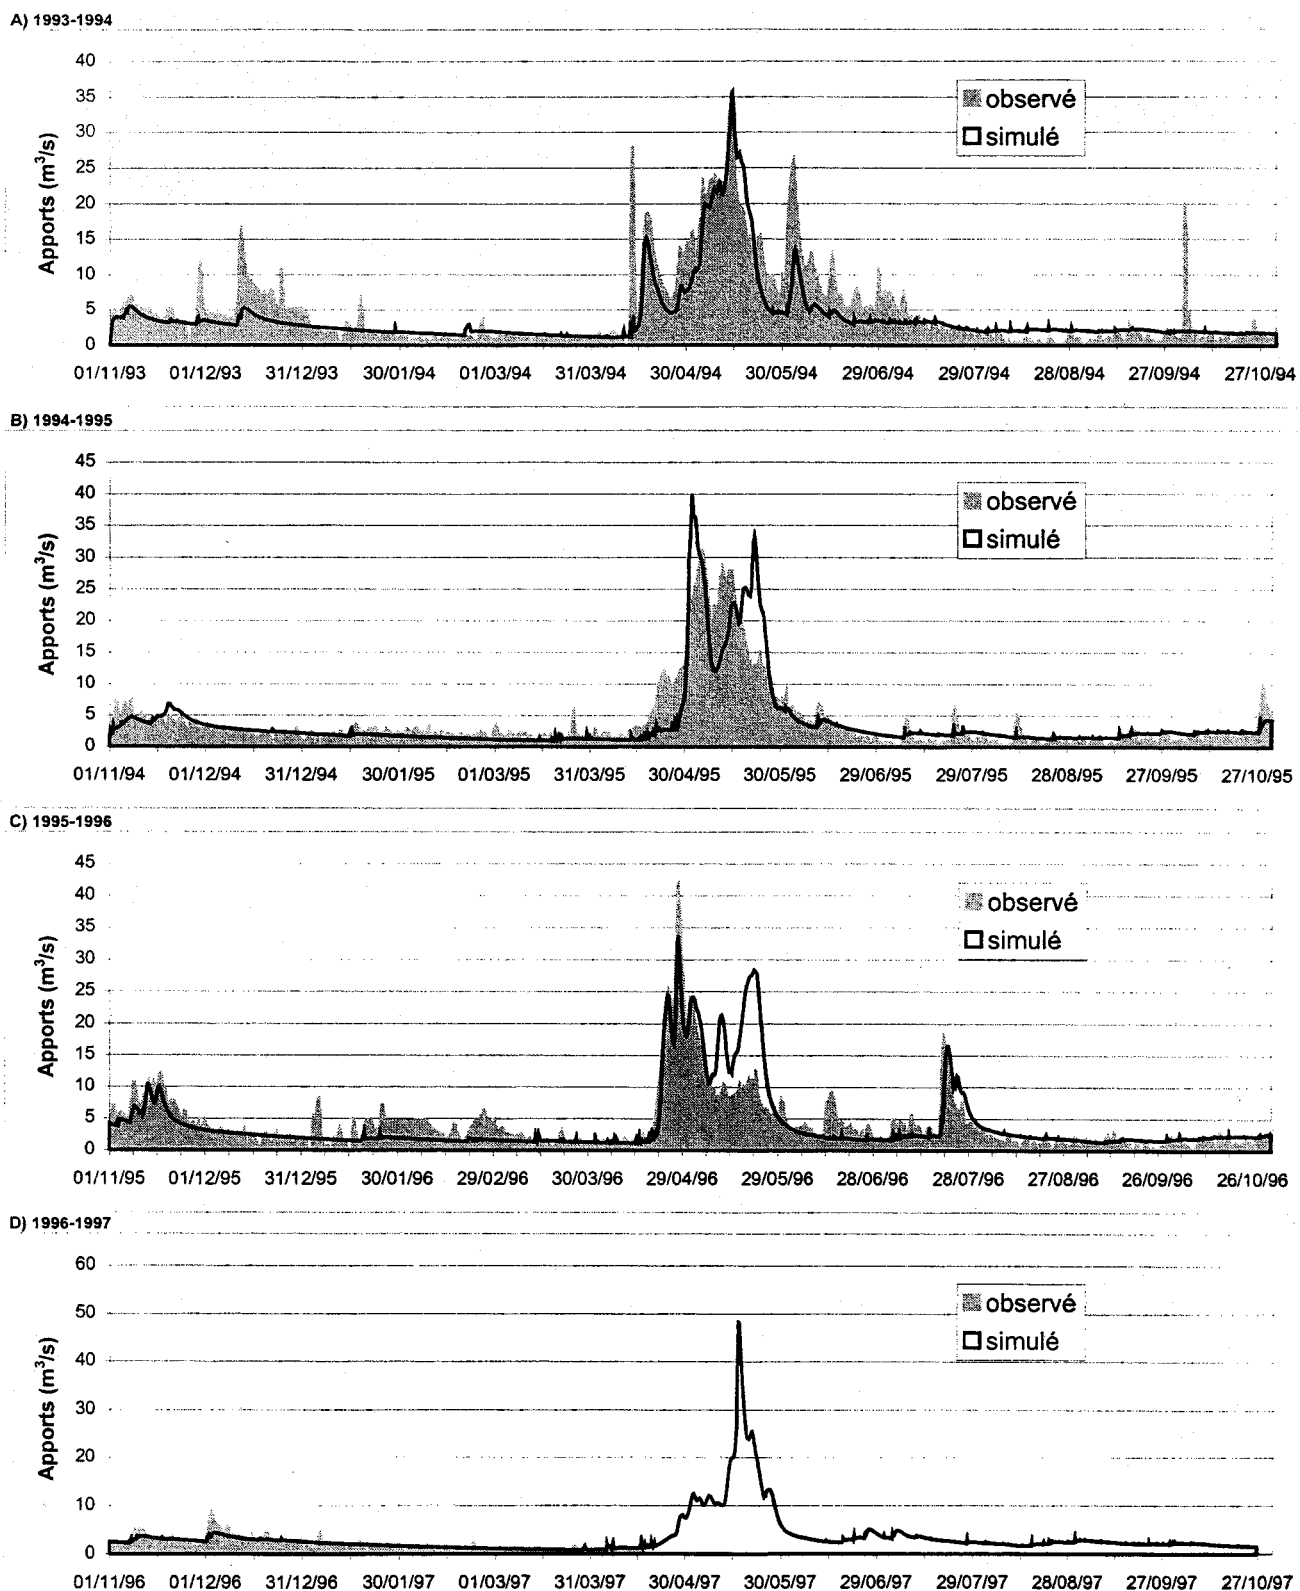 A) 1993-1994
40
35
30
25
20
15
10
5
0
Apports (m³/s)
observé
simulé
01/11/93 01/12/93 31/12/93 30/01/94 01/03/94 31/03/94 30/04/94 30/05/94 29/06/94 29/07/94 28/08/94 27/09/94 27/10/94
B) 1994-1995
45
40
35
30
25
20
15
10
5
0
Apports (m³/s)
observé
simulé
01/11/94 01/12/94 31/12/94 30/01/95 01/03/95 31/03/95 30/04/95 30/05/95 29/06/95 29/07/95 28/08/95 27/09/95 27/10/95
C) 1995-1996
45
40
35
30
25
20
15
10
5
0
Apports (m³/s)
observé
simulé
01/11/95 01/12/95 31/12/95 30/01/96 29/02/96 30/03/96 29/04/96 29/05/96 28/06/96 28/07/96 27/08/96 26/09/96 26/10/96
D) 1996-1997
60
50
40
30
20
10
0
Apports (m³/s)
observé
simulé
01/11/96 01/12/96 31/12/96 30/01/97 01/03/97 31/03/97 30/04/97 30/05/97 29/06/97 29/07/97 28/08/97 27/09/97 27/10/97